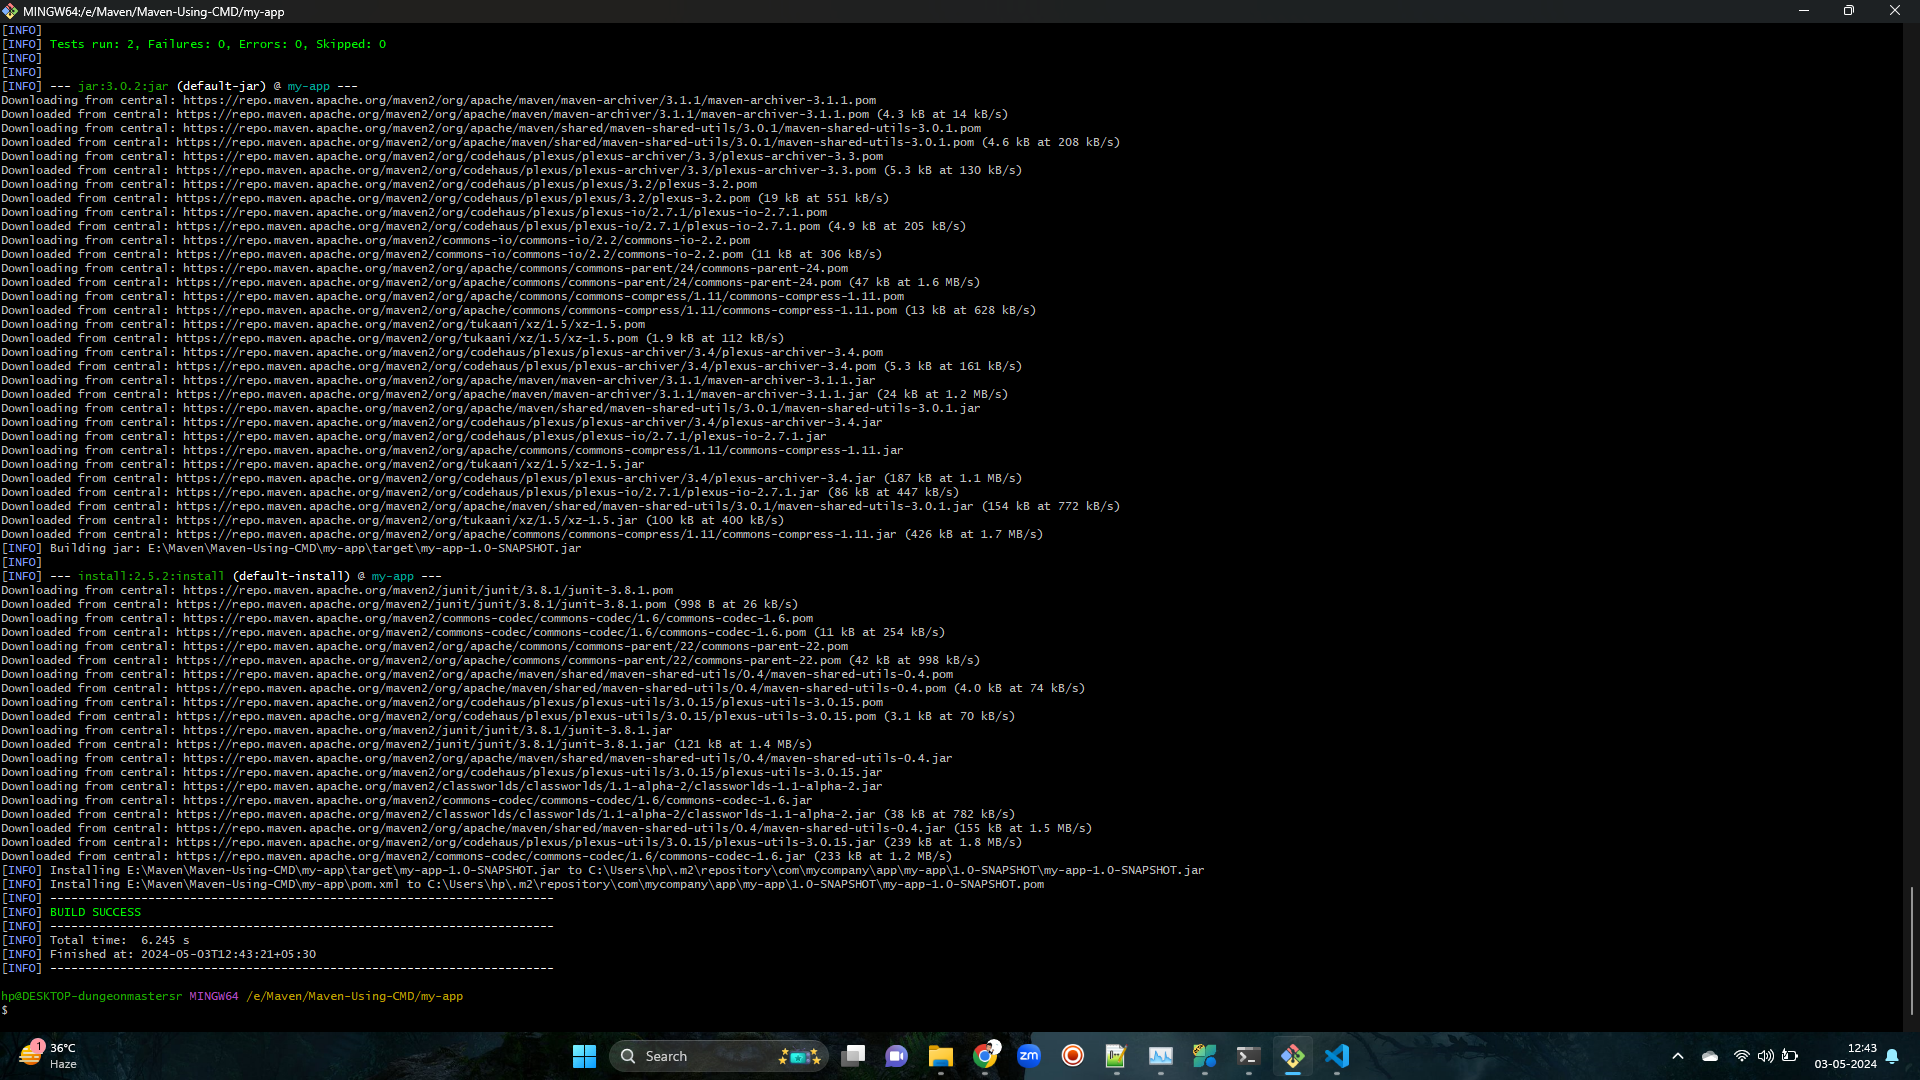 MINGW64:/e/Maven/Maven-Using-CMD/my-app
[INFO]
[INFO] Tests run: 2, Failures: 0, Errors: 0, Skipped: 0
[INFO]
[INFO]
[INFO] --- jar:3.0.2:jar (default-jar) @ my-app ---
Downloading from central: https://repo.maven.apache.org/maven2/org/apache/maven/maven-archiver/3.1.1/maven-archiver-3.1.1.pom
Downloaded from central: https://repo.maven.apache.org/maven2/org/apache/maven/maven-archiver/3.1.1/maven-archiver-3.1.1.pom (4.3 kB at 14 kB/s)
Downloading from central: https://repo.maven.apache.org/maven2/org/apache/maven/shared/maven-shared-utils/3.0.1/maven-shared-utils-3.0.1.pom
Downloaded from central: https://repo.maven.apache.org/maven2/org/apache/maven/shared/maven-shared-utils/3.0.1/maven-shared-utils-3.0.1.pom (4.6 kB at 208 kB/s)
Downloading from central: https://repo.maven.apache.org/maven2/org/codehaus/plexus/plexus-archiver/3.3/plexus-archiver-3.3.pom
Downloaded from central: https://repo.maven.apache.org/maven2/org/codehaus/plexus/plexus-archiver/3.3/plexus-archiver-3.3.pom (5.3 kB at 130 kB/s)
Downloading from central: https://repo.maven.apache.org/maven2/org/codehaus/plexus/plexus/3.2/plexus-3.2.pom
Downloaded from central: https://repo.maven.apache.org/maven2/org/codehaus/plexus/plexus/3.2/plexus-3.2.pom (19 kB at 551 kB/s)
Downloading from central: https://repo.maven.apache.org/maven2/org/codehaus/plexus/plexus-io/2.7.1/plexus-io-2.7.1.pom
Downloaded from central: https://repo.maven.apache.org/maven2/org/codehaus/plexus/plexus-io/2.7.1/plexus-io-2.7.1.pom (4.9 kB at 205 kB/s)
Downloading from central: https://repo.maven.apache.org/maven2/commons-io/commons-io/2.2/commons-io-2.2.pom
Downloaded from central: https://repo.maven.apache.org/maven2/commons-io/commons-io/2.2/commons-io-2.2.pom (11 kB at 306 kB/s)
Downloading from central: https://repo.maven.apache.org/maven2/org/apache/commons/commons-parent/24/commons-parent-24.pom
Downloaded from central: https://repo.maven.apache.org/maven2/org/apache/commons/commons-parent/24/commons-parent-24.pom (47 kB at 1.6 MB/s)
Downloading from central: https://repo.maven.apache.org/maven2/org/apache/commons/commons-compress/1.11/commons-compress-1.11.pom
Downloaded from central: https://repo.maven.apache.org/maven2/org/apache/commons/commons-compress/1.11/commons-compress-1.11.pom (13 kB at 628 kB/s)
Downloading from central: https://repo.maven.apache.org/maven2/org/tukaani/xz/1.5/xz-1.5.pom
Downloaded from central: https://repo.maven.apache.org/maven2/org/tukaani/xz/1.5/xz-1.5.pom (1.9 kB at 112 kB/s)
Downloading from central: https://repo.maven.apache.org/maven2/org/codehaus/plexus/plexus-archiver/3.4/plexus-archiver-3.4.pom
Downloaded from central: https://repo.maven.apache.org/maven2/org/codehaus/plexus/plexus-archiver/3.4/plexus-archiver-3.4.pom (5.3 kB at 161 kB/s)
Downloading from central: https://repo.maven.apache.org/maven2/org/apache/maven/maven-archiver/3.1.1/maven-archiver-3.1.1.jar
Downloaded from central: https://repo.maven.apache.org/maven2/org/apache/maven/maven-archiver/3.1.1/maven-archiver-3.1.1.jar (24 kB at 1.2 MB/s)
Downloading from central: https://repo.maven.apache.org/maven2/org/apache/maven/shared/maven-shared-utils/3.0.1/maven-shared-utils-3.0.1.jar
Downloading from central: https://repo.maven.apache.org/maven2/org/codehaus/plexus/plexus-archiver/3.4/plexus-archiver-3.4.jar
Downloading from central: https://repo.maven.apache.org/maven2/org/codehaus/plexus/plexus-io/2.7.1/plexus-io-2.7.1.jar
Downloading from central: https://repo.maven.apache.org/maven2/org/apache/commons/commons-compress/1.11/commons-compress-1.11.jar
Downloading from central: https://repo.maven.apache.org/maven2/org/tukaani/xz/1.5/xz-1.5.jar
Downloaded from central: https://repo.maven.apache.org/maven2/org/codehaus/plexus/plexus-archiver/3.4/plexus-archiver-3.4.jar (187 kB at 1.1 MB/s)
Downloaded from central: https://repo.maven.apache.org/maven2/org/codehaus/plexus/plexus-io/2.7.1/plexus-io-2.7.1.jar (86 kB at 447 kB/s)
Downloaded from central: https://repo.maven.apache.org/maven2/org/apache/maven/shared/maven-shared-utils/3.0.1/maven-shared-utils-3.0.1.jar (154 kB at 772 kB/s)
Downloaded from central: https://repo.maven.apache.org/maven2/org/tukaani/xz/1.5/xz-1.5.jar (100 kB at 400 kB/s)
Downloaded from central: https://repo.maven.apache.org/maven2/org/apache/commons/commons-compress/1.11/commons-compress-1.11.jar (426 kB at 1.7 MB/s)
[INFO] Building jar: E:\Maven\Maven-Using-CMD\my-app\target\my-app-1.0-SNAPSHOT.jar
[INFO]
[INFO] --- install:2.5.2:install (default-install) @ my-app ---
Downloading from central: https://repo.maven.apache.org/maven2/junit/junit/3.8.1/junit-3.8.1.pom
Downloaded from central: https://repo.maven.apache.org/maven2/junit/junit/3.8.1/junit-3.8.1.pom (998 B at 26 kB/s)
Downloading from central: https://repo.maven.apache.org/maven2/commons-codec/commons-codec/1.6/commons-codec-1.6.pom
Downloaded from central: https://repo.maven.apache.org/maven2/commons-codec/commons-codec/1.6/commons-codec-1.6.pom (11 kB at 254 kB/s)
Downloading from central: https://repo.maven.apache.org/maven2/org/apache/commons/commons-parent/22/commons-parent-22.pom
Downloaded from central: https://repo.maven.apache.org/maven2/org/apache/commons/commons-parent/22/commons-parent-22.pom (42 kB at 998 kB/s)
Downloading from central: https://repo.maven.apache.org/maven2/org/apache/maven/shared/maven-shared-utils/0.4/maven-shared-utils-0.4.pom
Downloaded from central: https://repo.maven.apache.org/maven2/org/apache/maven/shared/maven-shared-utils/0.4/maven-shared-utils-0.4.pom (4.0 kB at 74 kB/s)
Downloading from central: https://repo.maven.apache.org/maven2/org/codehaus/plexus/plexus-utils/3.0.15/plexus-utils-3.0.15.pom
Downloaded from central: https://repo.maven.apache.org/maven2/org/codehaus/plexus/plexus-utils/3.0.15/plexus-utils-3.0.15.pom (3.1 kB at 70 kB/s)
Downloading from central: https://repo.maven.apache.org/maven2/junit/junit/3.8.1/junit-3.8.1.jar
Downloaded from central: https://repo.maven.apache.org/maven2/junit/junit/3.8.1/junit-3.8.1.jar (121 kB at 1.4 MB/s)
Downloading from central: https://repo.maven.apache.org/maven2/org/apache/maven/shared/maven-shared-utils/0.4/maven-shared-utils-0.4.jar
Downloading from central: https://repo.maven.apache.org/maven2/org/codehaus/plexus/plexus-utils/3.0.15/plexus-utils-3.0.15.jar
Downloading from central: https://repo.maven.apache.org/maven2/classworlds/classworlds/1.1-alpha-2/classworlds-1.1-alpha-2.jar
Downloading from central: https://repo.maven.apache.org/maven2/commons-codec/commons-codec/1.6/commons-codec-1.6.jar
Downloaded from central: https://repo.maven.apache.org/maven2/classworlds/classworlds/1.1-alpha-2/classworlds-1.1-alpha-2.jar (38 kB at 782 kB/s)
Downloaded from central: https://repo.maven.apache.org/maven2/org/apache/maven/shared/maven-shared-utils/0.4/maven-shared-utils-0.4.jar (155 kB at 1.5 MB/s)
Downloaded from central: https://repo.maven.apache.org/maven2/org/codehaus/plexus/plexus-utils/3.0.15/plexus-utils-3.0.15.jar (239 kB at 1.8 MB/s)
Downloaded from central: https://repo.maven.apache.org/maven2/commons-codec/commons-codec/1.6/commons-codec-1.6.jar (233 kB at 1.2 MB/s)
[INFO] Installing E:\Maven\Maven-Using-CMD\my-app\target\my-app-1.0-SNAPSHOT.jar to C:\Users\hp\.m2\repository\com\mycompany\app\my-app\1.0-SNAPSHOT\my-app-1.0-SNAPSHOT.jar
[INFO] Installing E:\Maven\Maven-Using-CMD\my-app\pom.xml to C:\Users\hp\.m2\repository\com\mycompany\app\my-app\1.0-SNAPSHOT\my-app-1.0-SNAPSHOT.pom
[INFO] ------------------------------------------------------------------------
[INFO] BUILD SUCCESS
[INFO] ------------------------------------------------------------------------
[INFO] Total time:  6.245 s
[INFO] Finished at: 2024-05-03T12:43:21+05:30
[INFO] ------------------------------------------------------------------------
hp@DESKTOP-dungeonmastersr MINGW64 /e/Maven/Maven-Using-CMD/my-app
$
1
36°C
Haze
Search
zm
12:43
03-05-2024